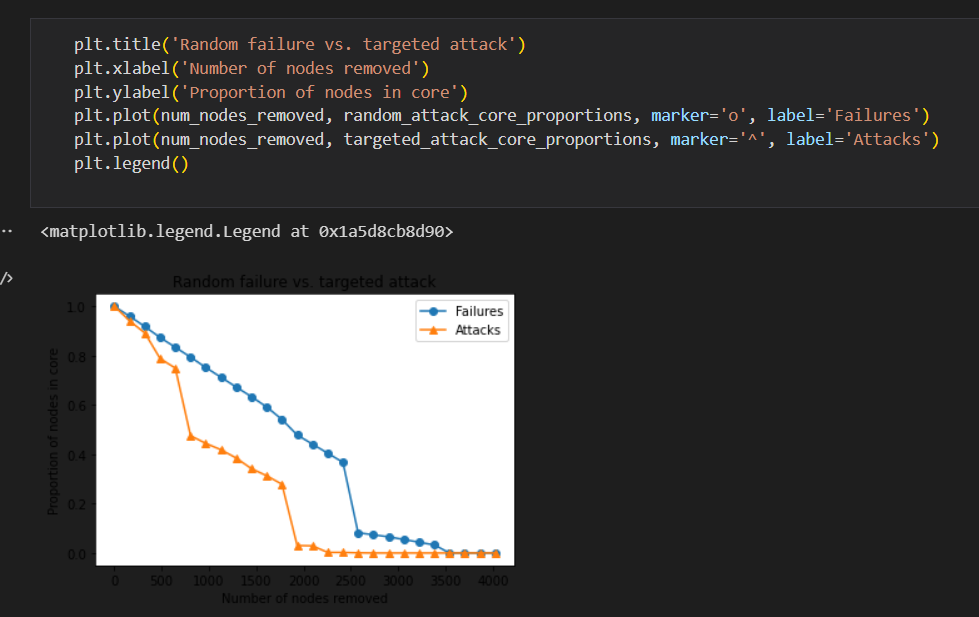 plt.title('Random failure vs. targeted attack')
plt.xlabel('Number of nodes removed')
plt.ylabel('Proportion of nodes in core')
plt.plot(num_nodes_removed, random_attack_core_proportions, marker='o', label='Failures')
plt.plot(num_nodes_removed, targeted_attack_core_proportions, marker='^', label='Attacks')
plt.legend()
<matplotlib.legend.Legend at 0x1a5d8cb8d90>
/>
Random failure vs. targeted attack
Failures
Attacks
Proportion of nodes in core
1.0
0.8
0.6
0.4
0.2
0.0
0 500 1000 1500 2000 2500 3000 3500 4000
Number of nodes removed